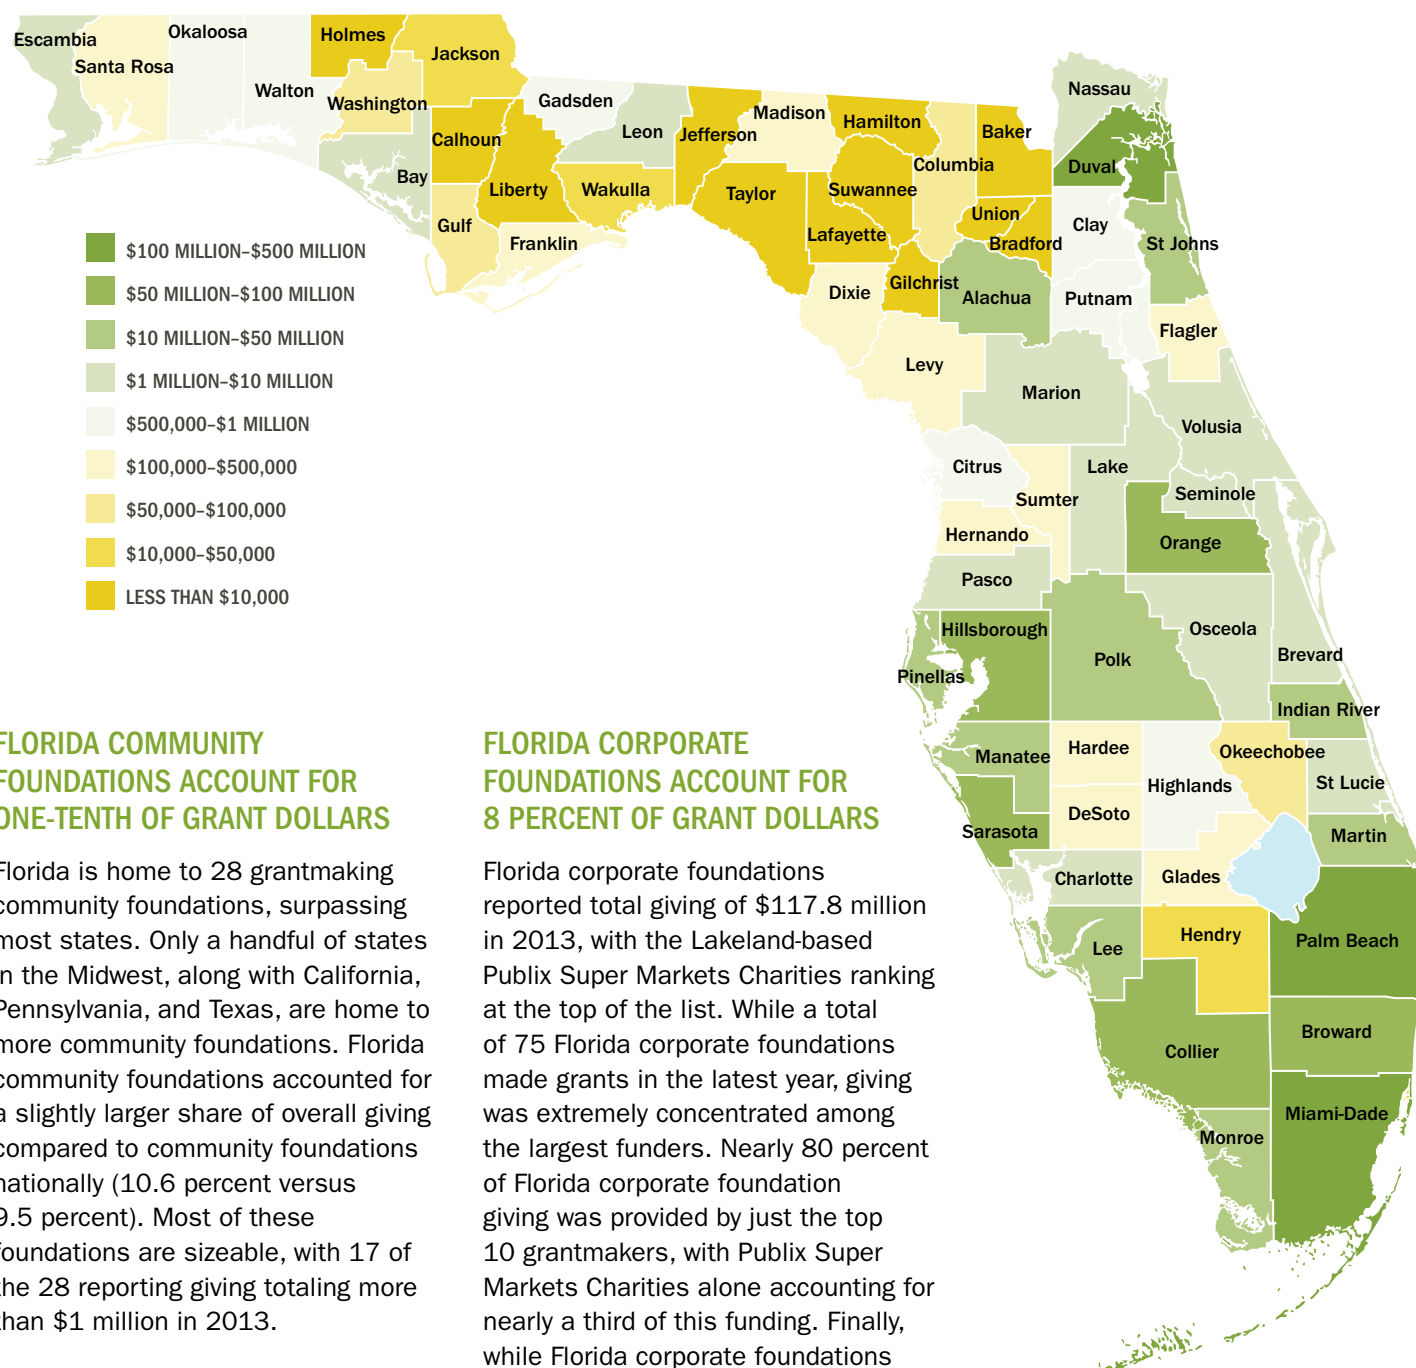 Escambia
Santa Rosa
Okaloosa
Walton
Holmes
Jackson
Washington
Bay
Calhoun
Gulf
Liberty
Franklin
Gadsden
Leon
Wakulla
Jefferson
Madison
Taylor
Hamilton
Suwannee
Lafayette
Columbia
Baker
Union
Bradford
Gilchrist
Dixie
Alachua
Levy
Nassau
Duval
Clay
St Johns
Putnam
Flagler
Marion
Volusia
Citrus
Sumter
Lake
Seminole
Hernando
Orange
Pasco
Hillsborough
Pinellas
Polk
Osceola
Brevard
Indian River
Manatee
Hardee
Highlands
Okeechobee
St Lucie
Sarasota
DeSoto
Martin
Charlotte
Glades
Lee
Hendry
Palm Beach
Collier
Broward
Monroe
Miami-Dade
$100 MILLION–$500 MILLION
$50 MILLION–$100 MILLION
$10 MILLION–$50 MILLION
$1 MILLION–$10 MILLION
$500,000–$1 MILLION
$100,000–$500,000
$50,000–$100,000
$10,000–$50,000
LESS THAN $10,000
FLORIDA COMMUNITY
FOUNDATIONS ACCOUNT FOR
ONE-TENTH OF GRANT DOLLARS
Florida is home to 28 grantmaking
community foundations, surpassing
most states. Only a handful of states
in the Midwest, along with California,
Pennsylvania, and Texas, are home to
more community foundations. Florida
community foundations accounted for
a slightly larger share of overall giving
compared to community foundations
nationally (10.6 percent versus
9.5 percent). Most of these
foundations are sizeable, with 17 of
the 28 reporting giving totaling more
than $1 million in 2013.
FLORIDA CORPORATE
FOUNDATIONS ACCOUNT FOR
8 PERCENT OF GRANT DOLLARS
Florida corporate foundations
reported total giving of $117.8 million
in 2013, with the Lakeland-based
Publix Super Markets Charities ranking
at the top of the list. While a total
of 75 Florida corporate foundations
made grants in the latest year, giving
was extremely concentrated among
the largest funders. Nearly 80 percent
of Florida corporate foundation
giving was provided by just the top
10 grantmakers, with Publix Super
Markets Charities alone accounting for
nearly a third of this funding. Finally,
while Florida corporate foundations